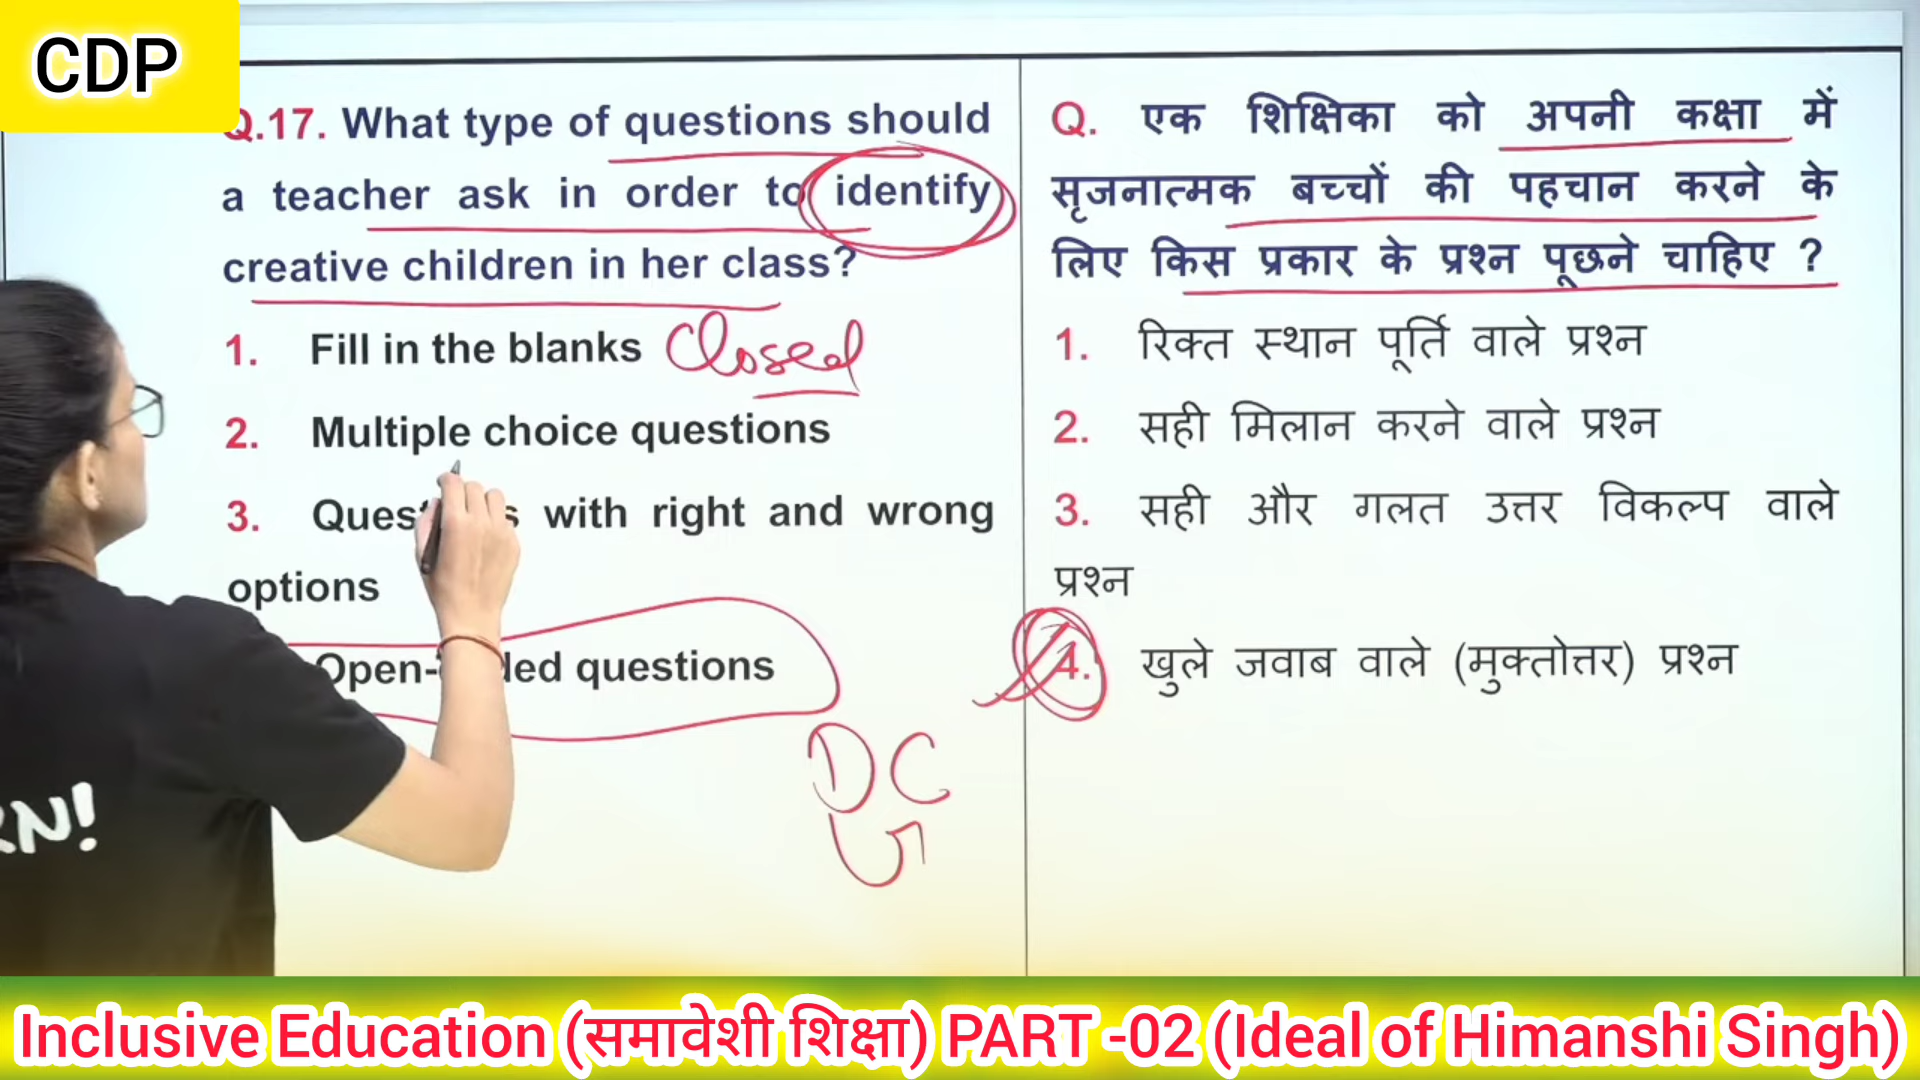 CDP
Q.17. What type of questions should
a teacher ask in order to identify
creative children in her class?
1. Fill in the blanks Closed
2. Multiple choice questions
3. with right and wrong
options
questions
DC
Q. एक शिक्षिका को अपनी कक्षा में
सृजनात्मक बच्चों की पहचान करने के
लिए किस प्रकार के प्रश्न पूछने चाहिए ?
1. रिक्त स्थान पूर्ति वाले प्रश्न
2. सही मिलान करने वाले प्रश्न
3. सही और गलत उत्तर विकल्प वाले
प्रश्न
4. खुले जवाब वाले (मुक्तोत्तर) प्रश्न
RN!
Inclusive Education (समावेशी शिक्षा) PART -02 (Ideal of Himanshi Singh)